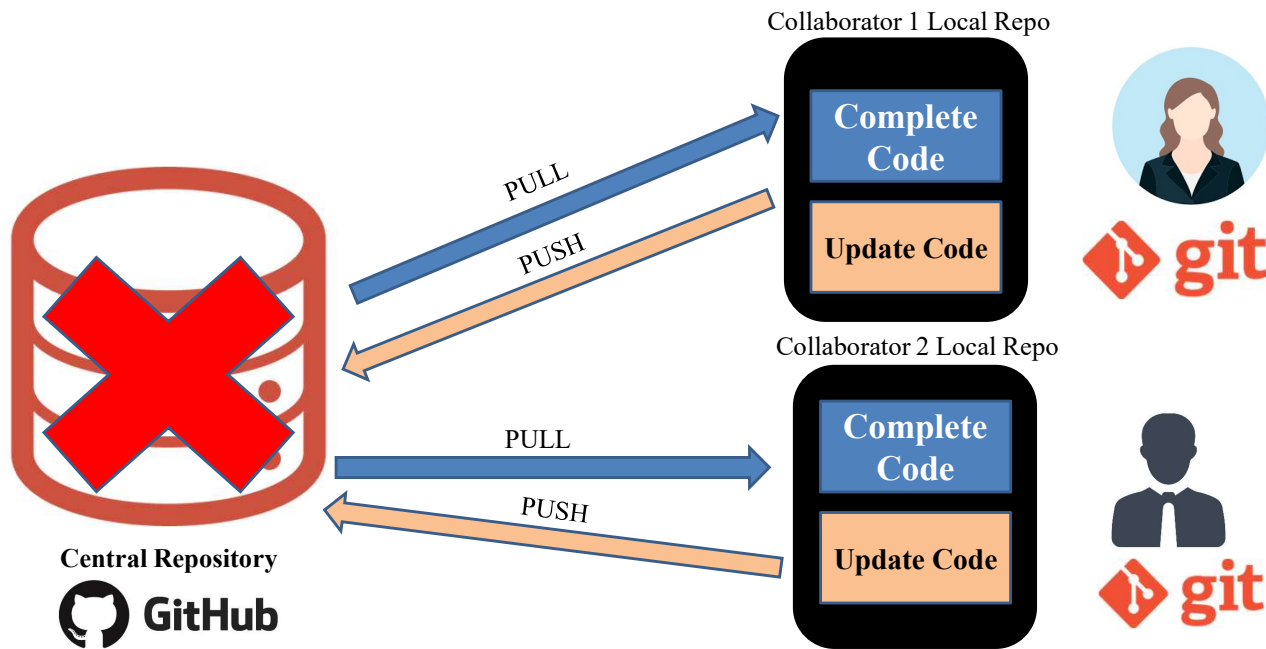 Collaborator 1 Local Repo
Complete
Code
Update Code
PULL
PUSH
git
Collaborator 2 Local Repo
Complete
Code
Update Code
PULL
PUSH
git
Central Repository
GitHub